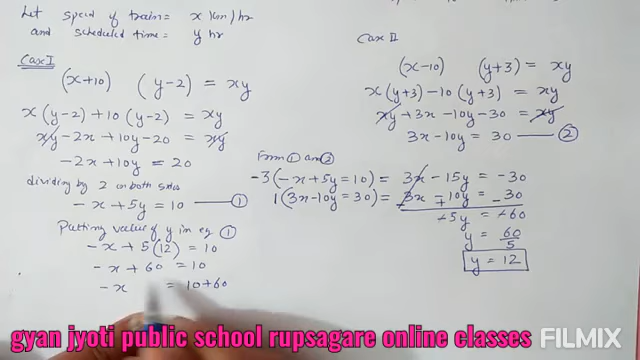 Let speed of train = x km/hr
and scheduled time = y hr
Case I
(x+10) (y-2) = xy
x(y-2)+10(y-2) = xy
xy-2x+10y-20 = xy
-2x+10y = 20
dividing by 2 on both sides
-x+5y=10 ——①
Putting value of y in eq ①
-x+5(12) = 10
-x+60 = 10
-x = 10+60
Case II
(x-10) (y+3) = xy
x(y+3)-10(y+3) = xy
xy+3x-10y-30 = xy
3x-10y = 30 ——②
From ① and ②
-3(-x+5y=10) = 3x-15y = -30
1(3x-10y=30) = 3x-10y = 30
-5y = -60
y = 60/5
y = 12
gyan jyoti public school rupsagare online classes
FILMIX